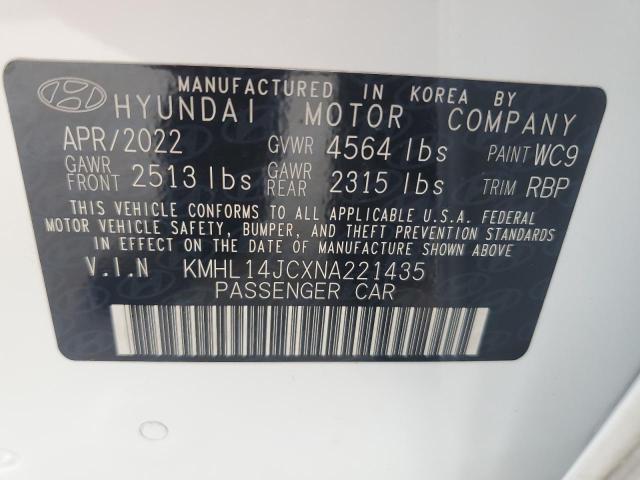 MANUFACTURED IN KOREA BY
HYUNDAI MOTOR COMPANY
APR/2022 GVWR 4564 lbs PAINT WC9
GAWR FRONT 2513 lbs GAWR REAR 2315 lbs TRIM RBP
THIS VEHICLE CONFORMS TO ALL APPLICABLE U.S.A. FEDERAL
MOTOR VEHICLE SAFETY, BUMPER, AND THEFT PREVENTION STANDARDS
IN EFFECT ON THE DATE OF MANUFACTURE SHOWN ABOVE
V.I.N KMHL14JCXNA221435
PASSENGER CAR